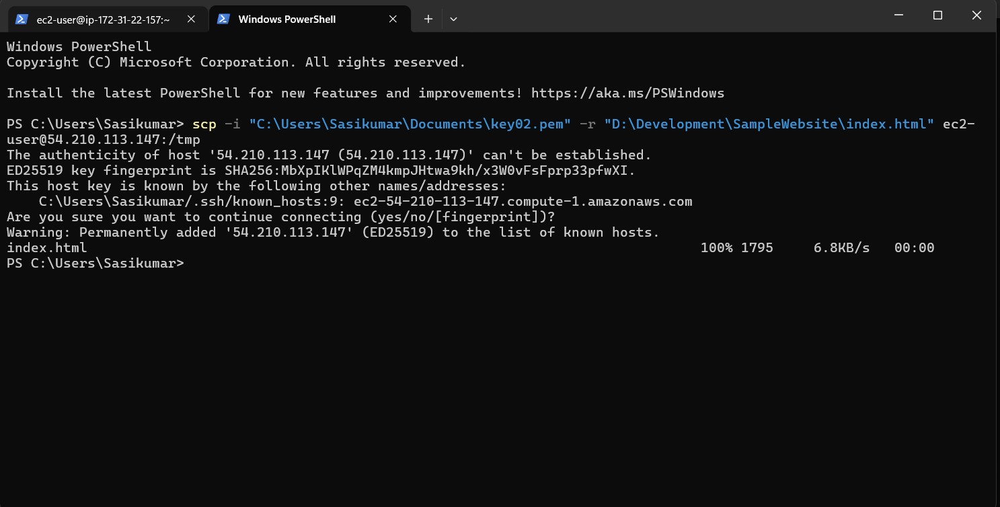 ec2-user@ip-172-31-22-157:~
Windows PowerShell
Windows PowerShell
Copyright (C) Microsoft Corporation. All rights reserved.
Install the latest PowerShell for new features and improvements! https://aka.ms/PSWindows
PS C:\Users\Sasikumar> scp -i "C:\Users\Sasikumar\Documents\key02.pem" -r "D:\Development\SampleWebsite\index.html" ec2-
user@54.210.113.147:/tmp
The authenticity of host '54.210.113.147 (54.210.113.147)' can't be established.
ED25519 key fingerprint is SHA256:MbXpIKlWPqZM4kmpJHtwa9kh/x3W0vFsFprp33pfwXI.
This host key is known by the following other names/addresses:
    C:\Users\Sasikumar/.ssh/known_hosts:9: ec2-54-210-113-147.compute-1.amazonaws.com
Are you sure you want to continue connecting (yes/no/[fingerprint])?
Warning: Permanently added '54.210.113.147' (ED25519) to the list of known hosts.
index.html 100% 1795 6.8KB/s 00:00
PS C:\Users\Sasikumar>